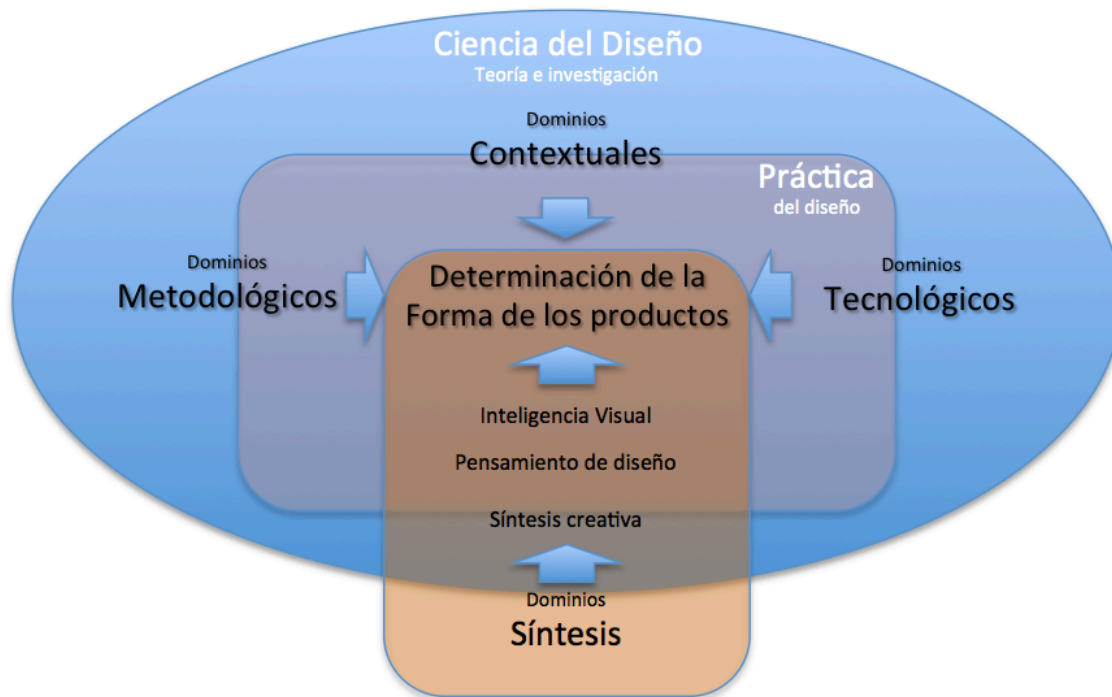 Ciencia del Diseño
Teoría e investigación
Dominios
Contextuales
Práctica
del diseño
Dominios
Metodológicos
Determinación de la
Forma de los productos
Dominios
Tecnológicos
Inteligencia Visual
Pensamiento de diseño
Síntesis creativa
Dominios
Síntesis